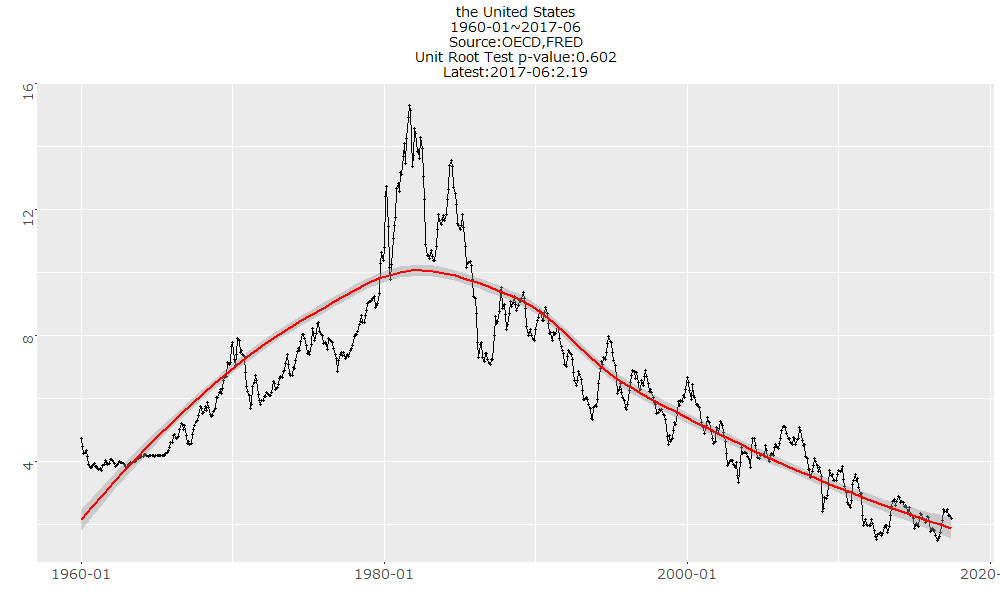 the United States
1960-01~2017-06
Source:OECD,FRED
Unit Root Test p-value:0.602
Latest:2017-06:2.19
16
12
8
4
1960-01
1980-01
2000-01
2020-